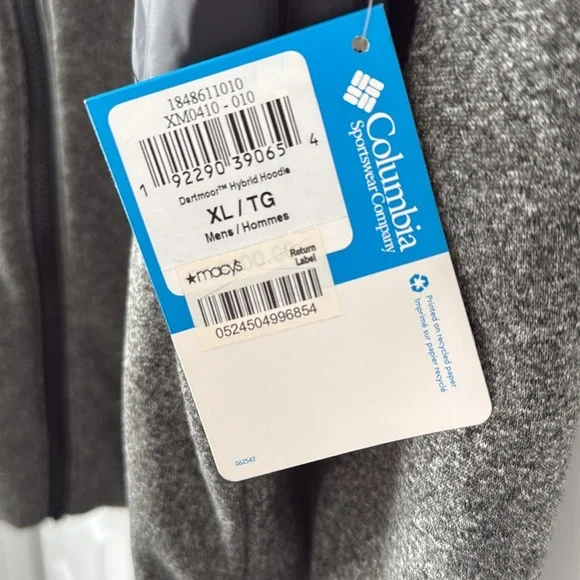 1848611010
XM0410 - 010
1 92290 39065 4
Dartmoor™ Hybrid Hoodie
XL / TG
Mens / Hommes
★macy's
Return
Label
0524504996854
Columbia
Sportswear Company
Printed on recycled paper
Imprimé sur papier recyclé
062542